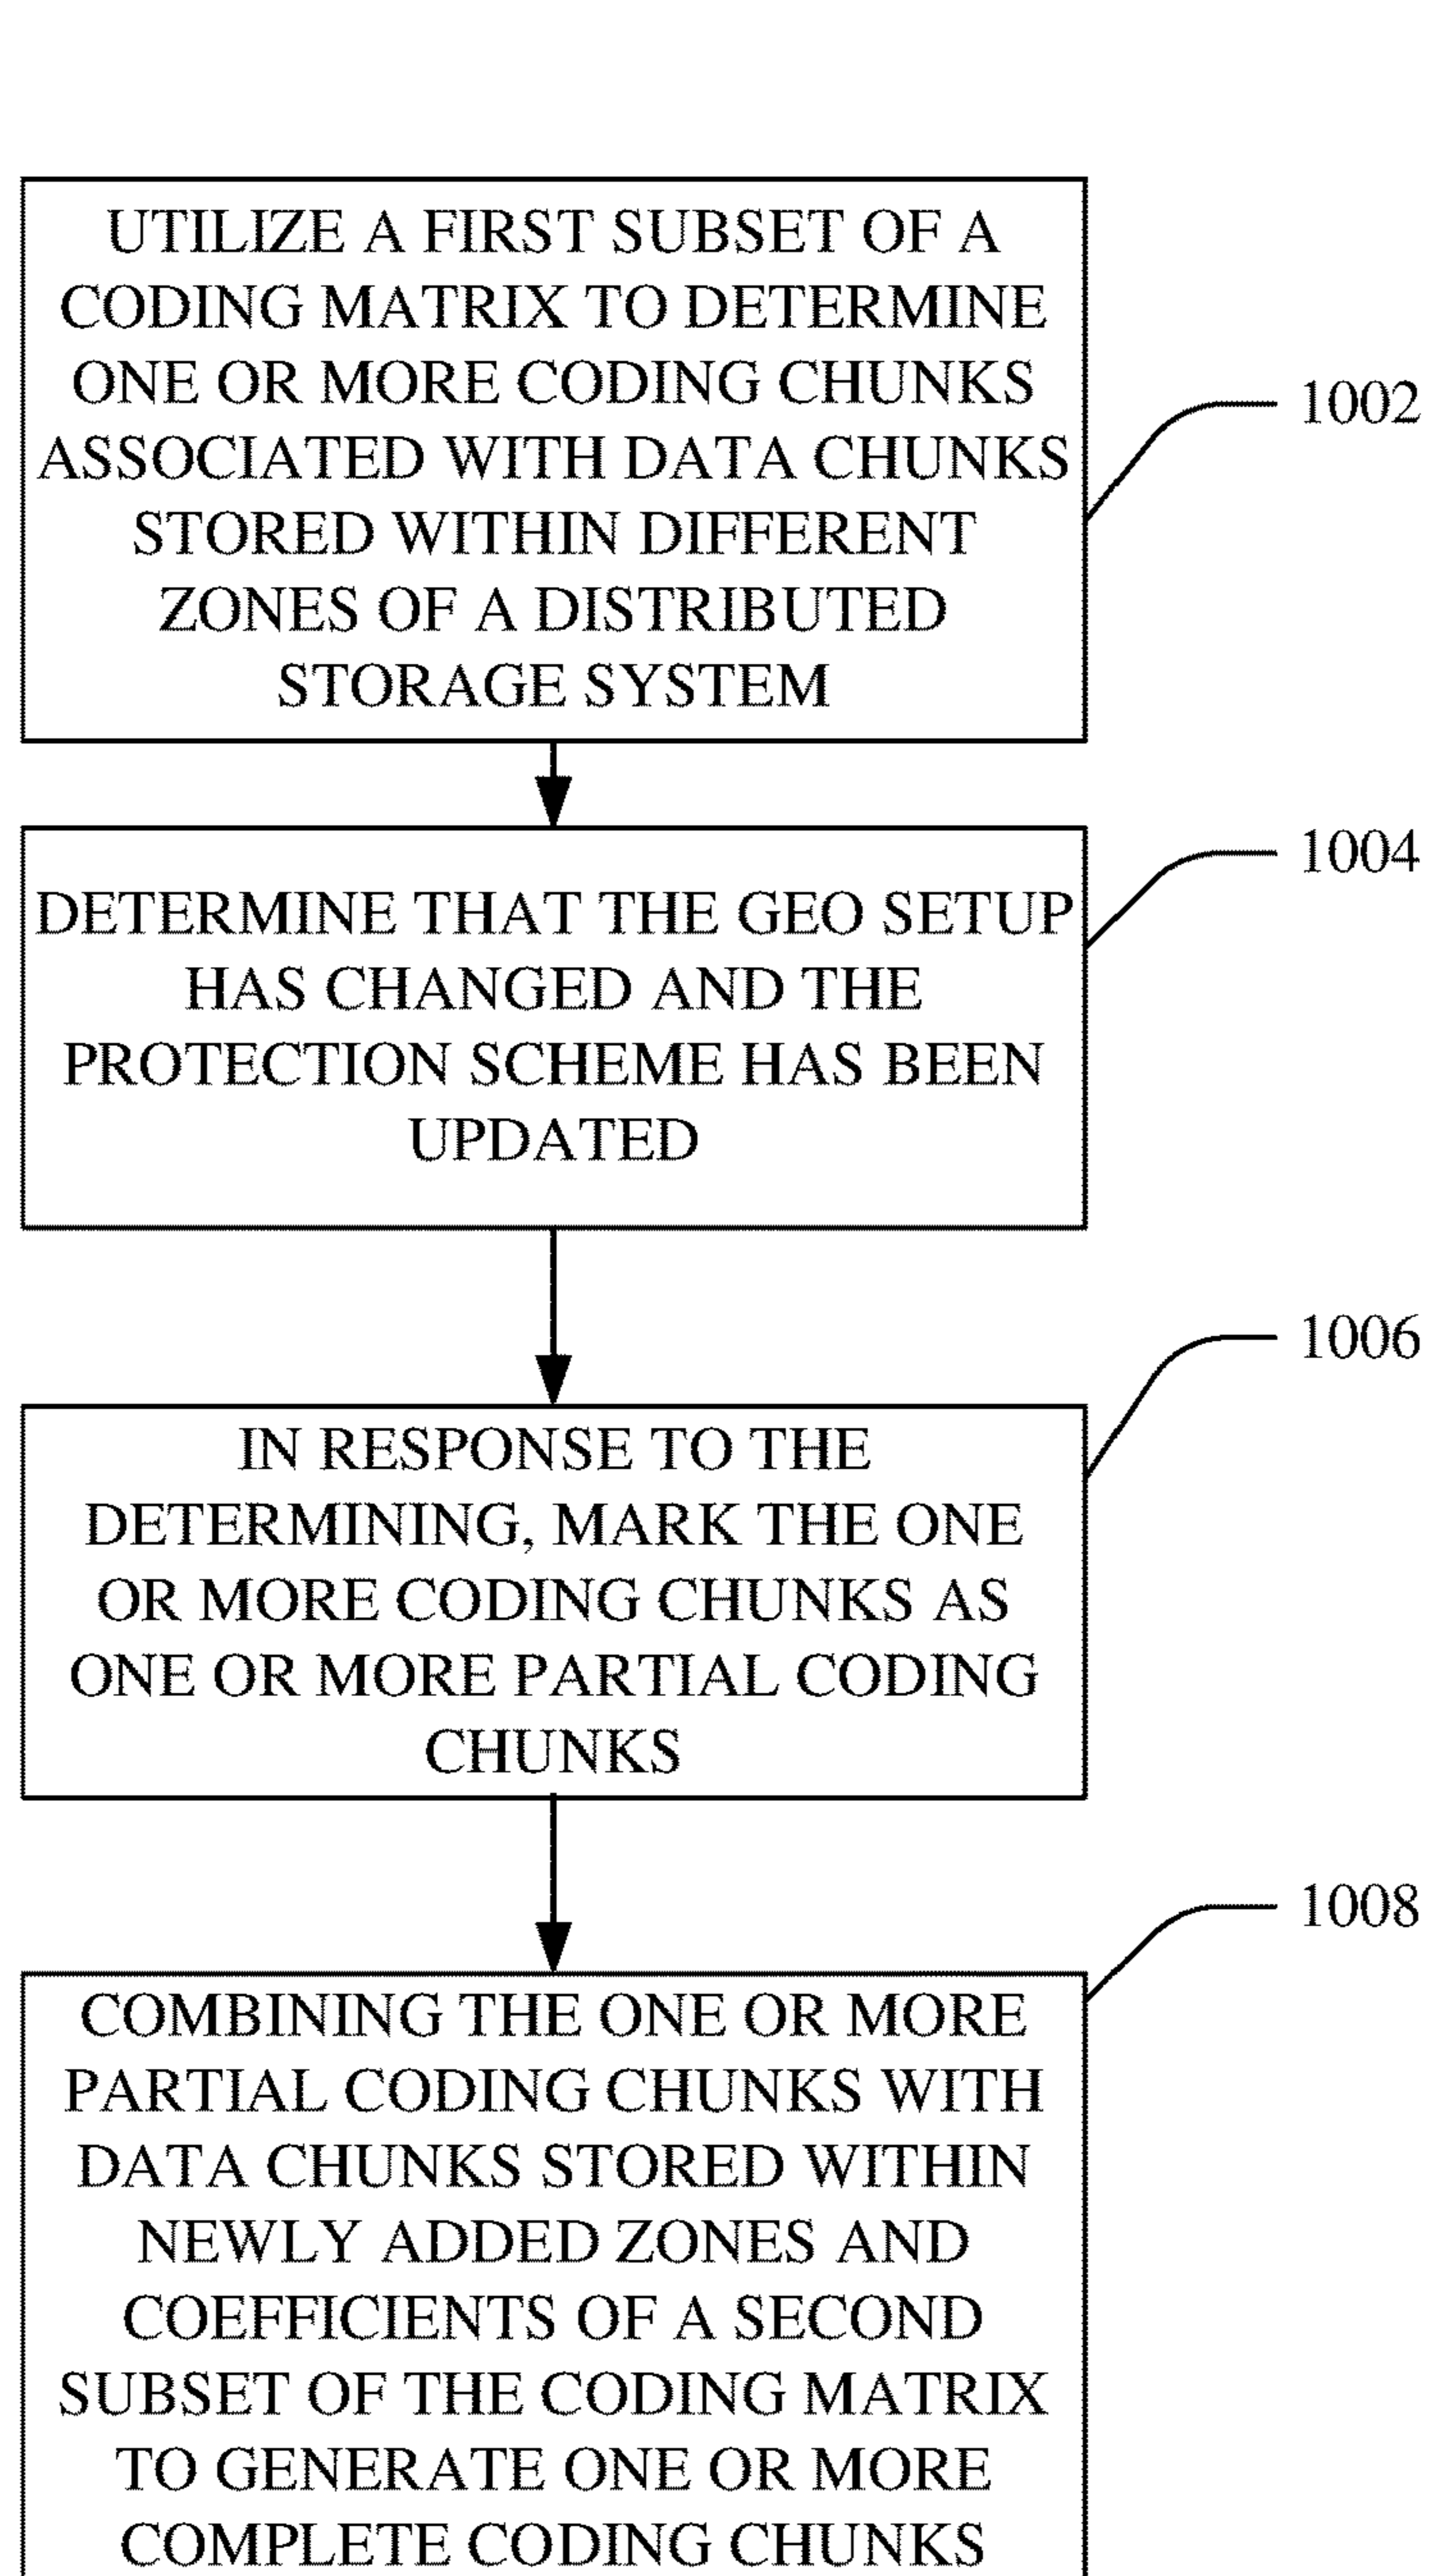 UTILIZE A FIRST SUBSET OF A
CODING MATRIX TO DETERMINE
ONE OR MORE CODING CHUNKS
ASSOCIATED WITH DATA CHUNKS
STORED WITHIN DIFFERENT
ZONES OF A DISTRIBUTED
STORAGE SYSTEM
1002
DETERMINE THAT THE GEO SETUP
HAS CHANGED AND THE
PROTECTION SCHEME HAS BEEN
UPDATED
1004
IN RESPONSE TO THE
DETERMINING, MARK THE ONE
OR MORE CODING CHUNKS AS
ONE OR MORE PARTIAL CODING
CHUNKS
1006
COMBINING THE ONE OR MORE
PARTIAL CODING CHUNKS WITH
DATA CHUNKS STORED WITHIN
NEWLY ADDED ZONES AND
COEFFICIENTS OF A SECOND
SUBSET OF THE CODING MATRIX
TO GENERATE ONE OR MORE
COMPLETE CODING CHUNKS
1008